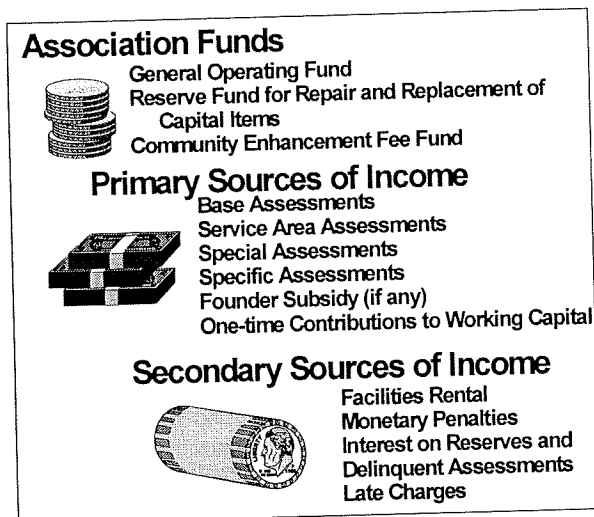 Association Funds
General Operating Fund
Reserve Fund for Repair and Replacement of
Capital Items
Community Enhancement Fee Fund
Primary Sources of Income
Base Assessments
Service Area Assessments
Special Assessments
Specific Assessments
Founder Subsidy (if any)
One-time Contributions to Working Capital
Secondary Sources of Income
Facilities Rental
Monetary Penalties
Interest on Reserves and
Delinquent Assessments
Late Charges